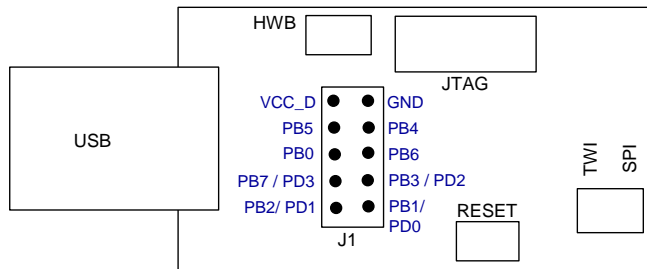 HWB
JTAG
VCC_D GND
PB5 PB4
USB
PB0 PB6
TWI
SPI
PB7 / PD3 PB3 / PD2
PB2/ PD1 PB1/
PD0
RESET
J1